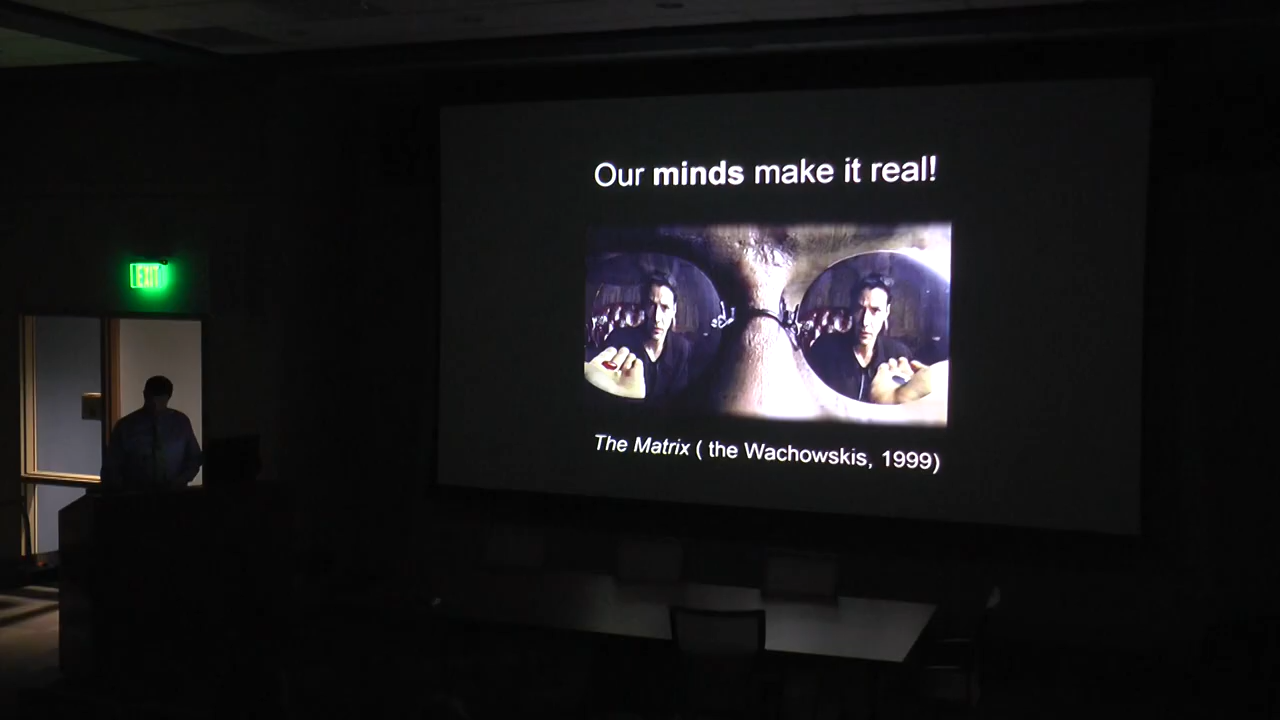 Our minds make it real!
EXIT
The Matrix ( the Wachowskis, 1999)